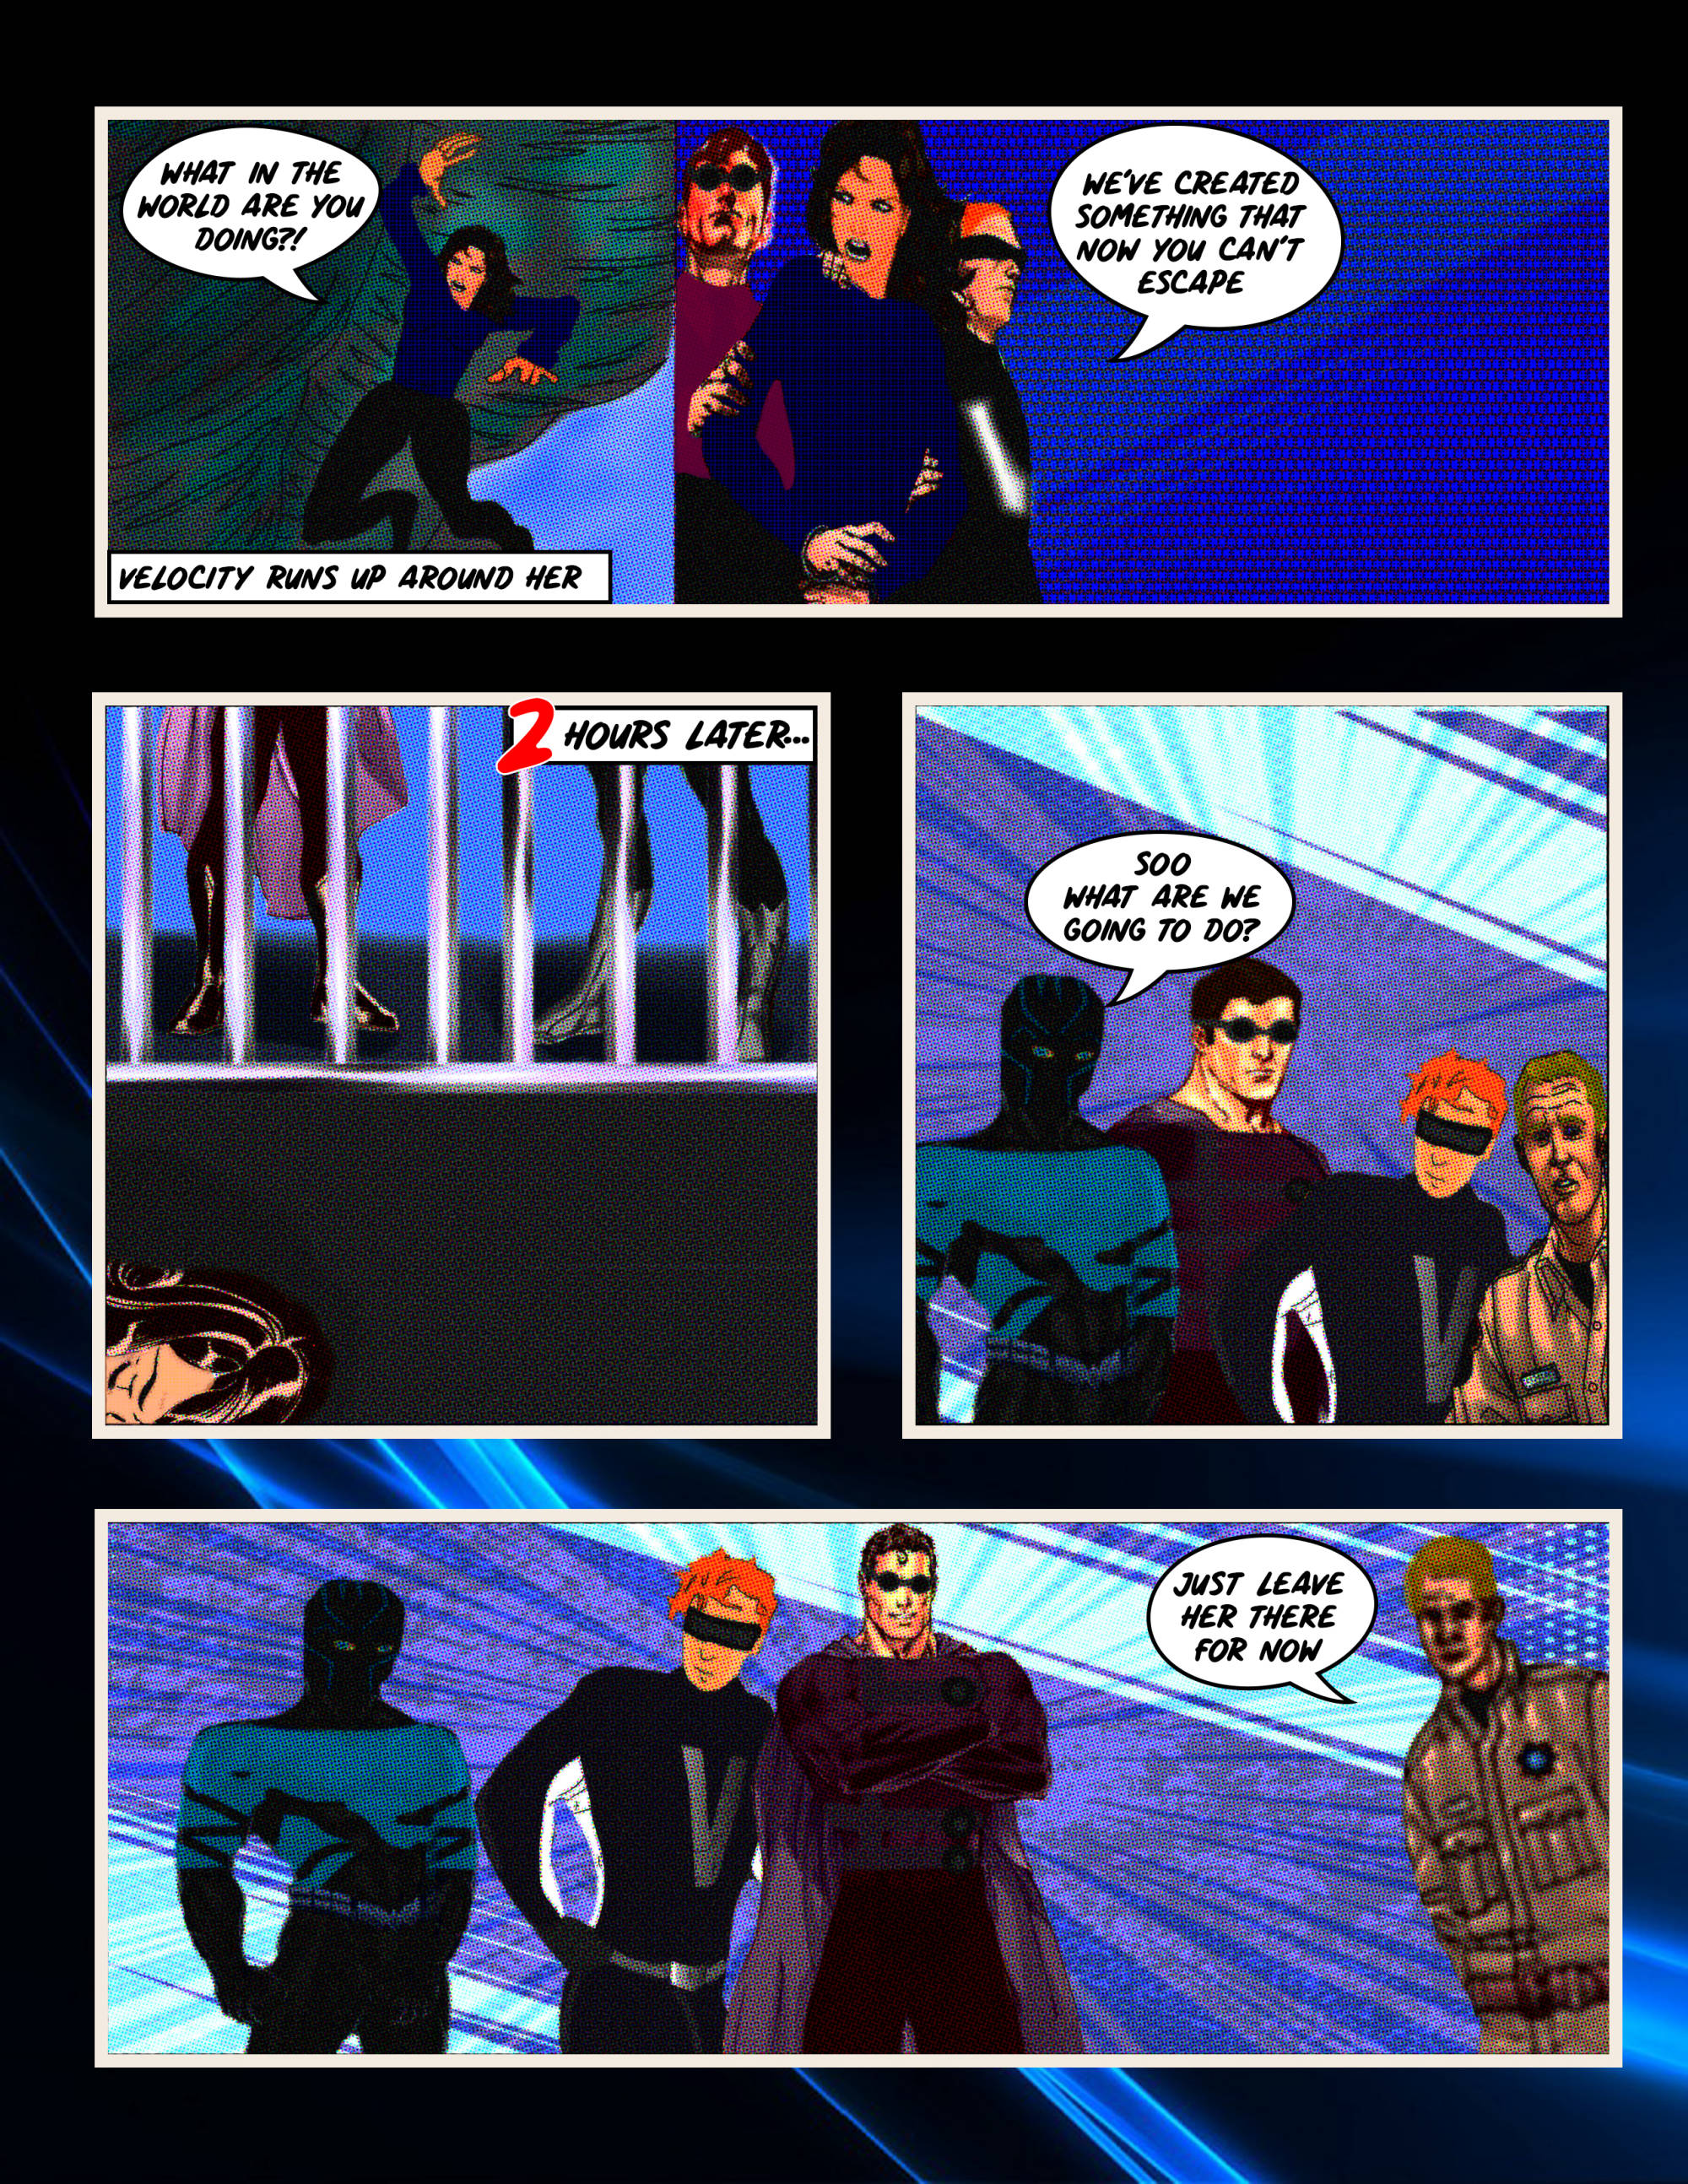 WHAT IN THE
WORLD ARE YOU
DOING?!
WE'VE CREATED
SOMETHING THAT
NOW YOU CAN'T
ESCAPE
VELOCITY RUNS UP AROUND HER
2 HOURS LATER...
SOO
WHAT ARE WE
GOING TO DO?
V
JUST LEAVE
HER THERE
FOR NOW
V